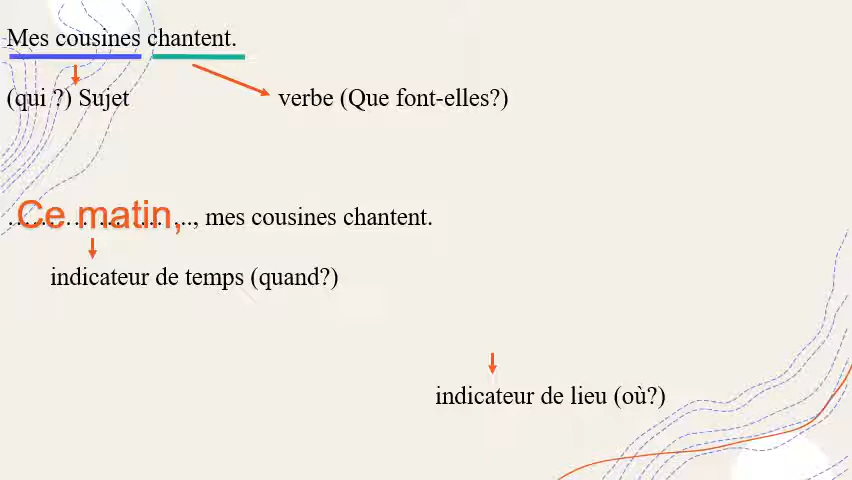 Mes cousines chantent.
(qui ?) Sujet verbe (Que font-elles?)
Ce matin, ......................., mes cousines chantent.
indicateur de temps (quand?)
indicateur de lieu (où?)